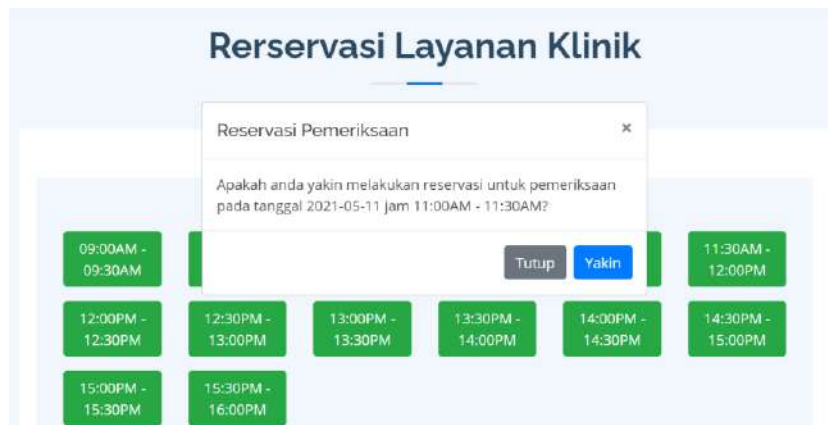 Rerservasi Layanan Klinik
Reservasi Pemeriksaan ×
Apakah anda yakin melakukan reservasi untuk pemeriksaan
pada tanggal 2021-05-11 jam 11:00AM - 11:30AM?
Tutup Yakin
09:00AM -
09:30AM
11:30AM -
12:00PM
12:00PM -
12:30PM
12:30PM -
13:00PM
13:00PM -
13:30PM
13:30PM -
14:00PM
14:00PM -
14:30PM
14:30PM -
15:00PM
15:00PM -
15:30PM
15:30PM -
16:00PM